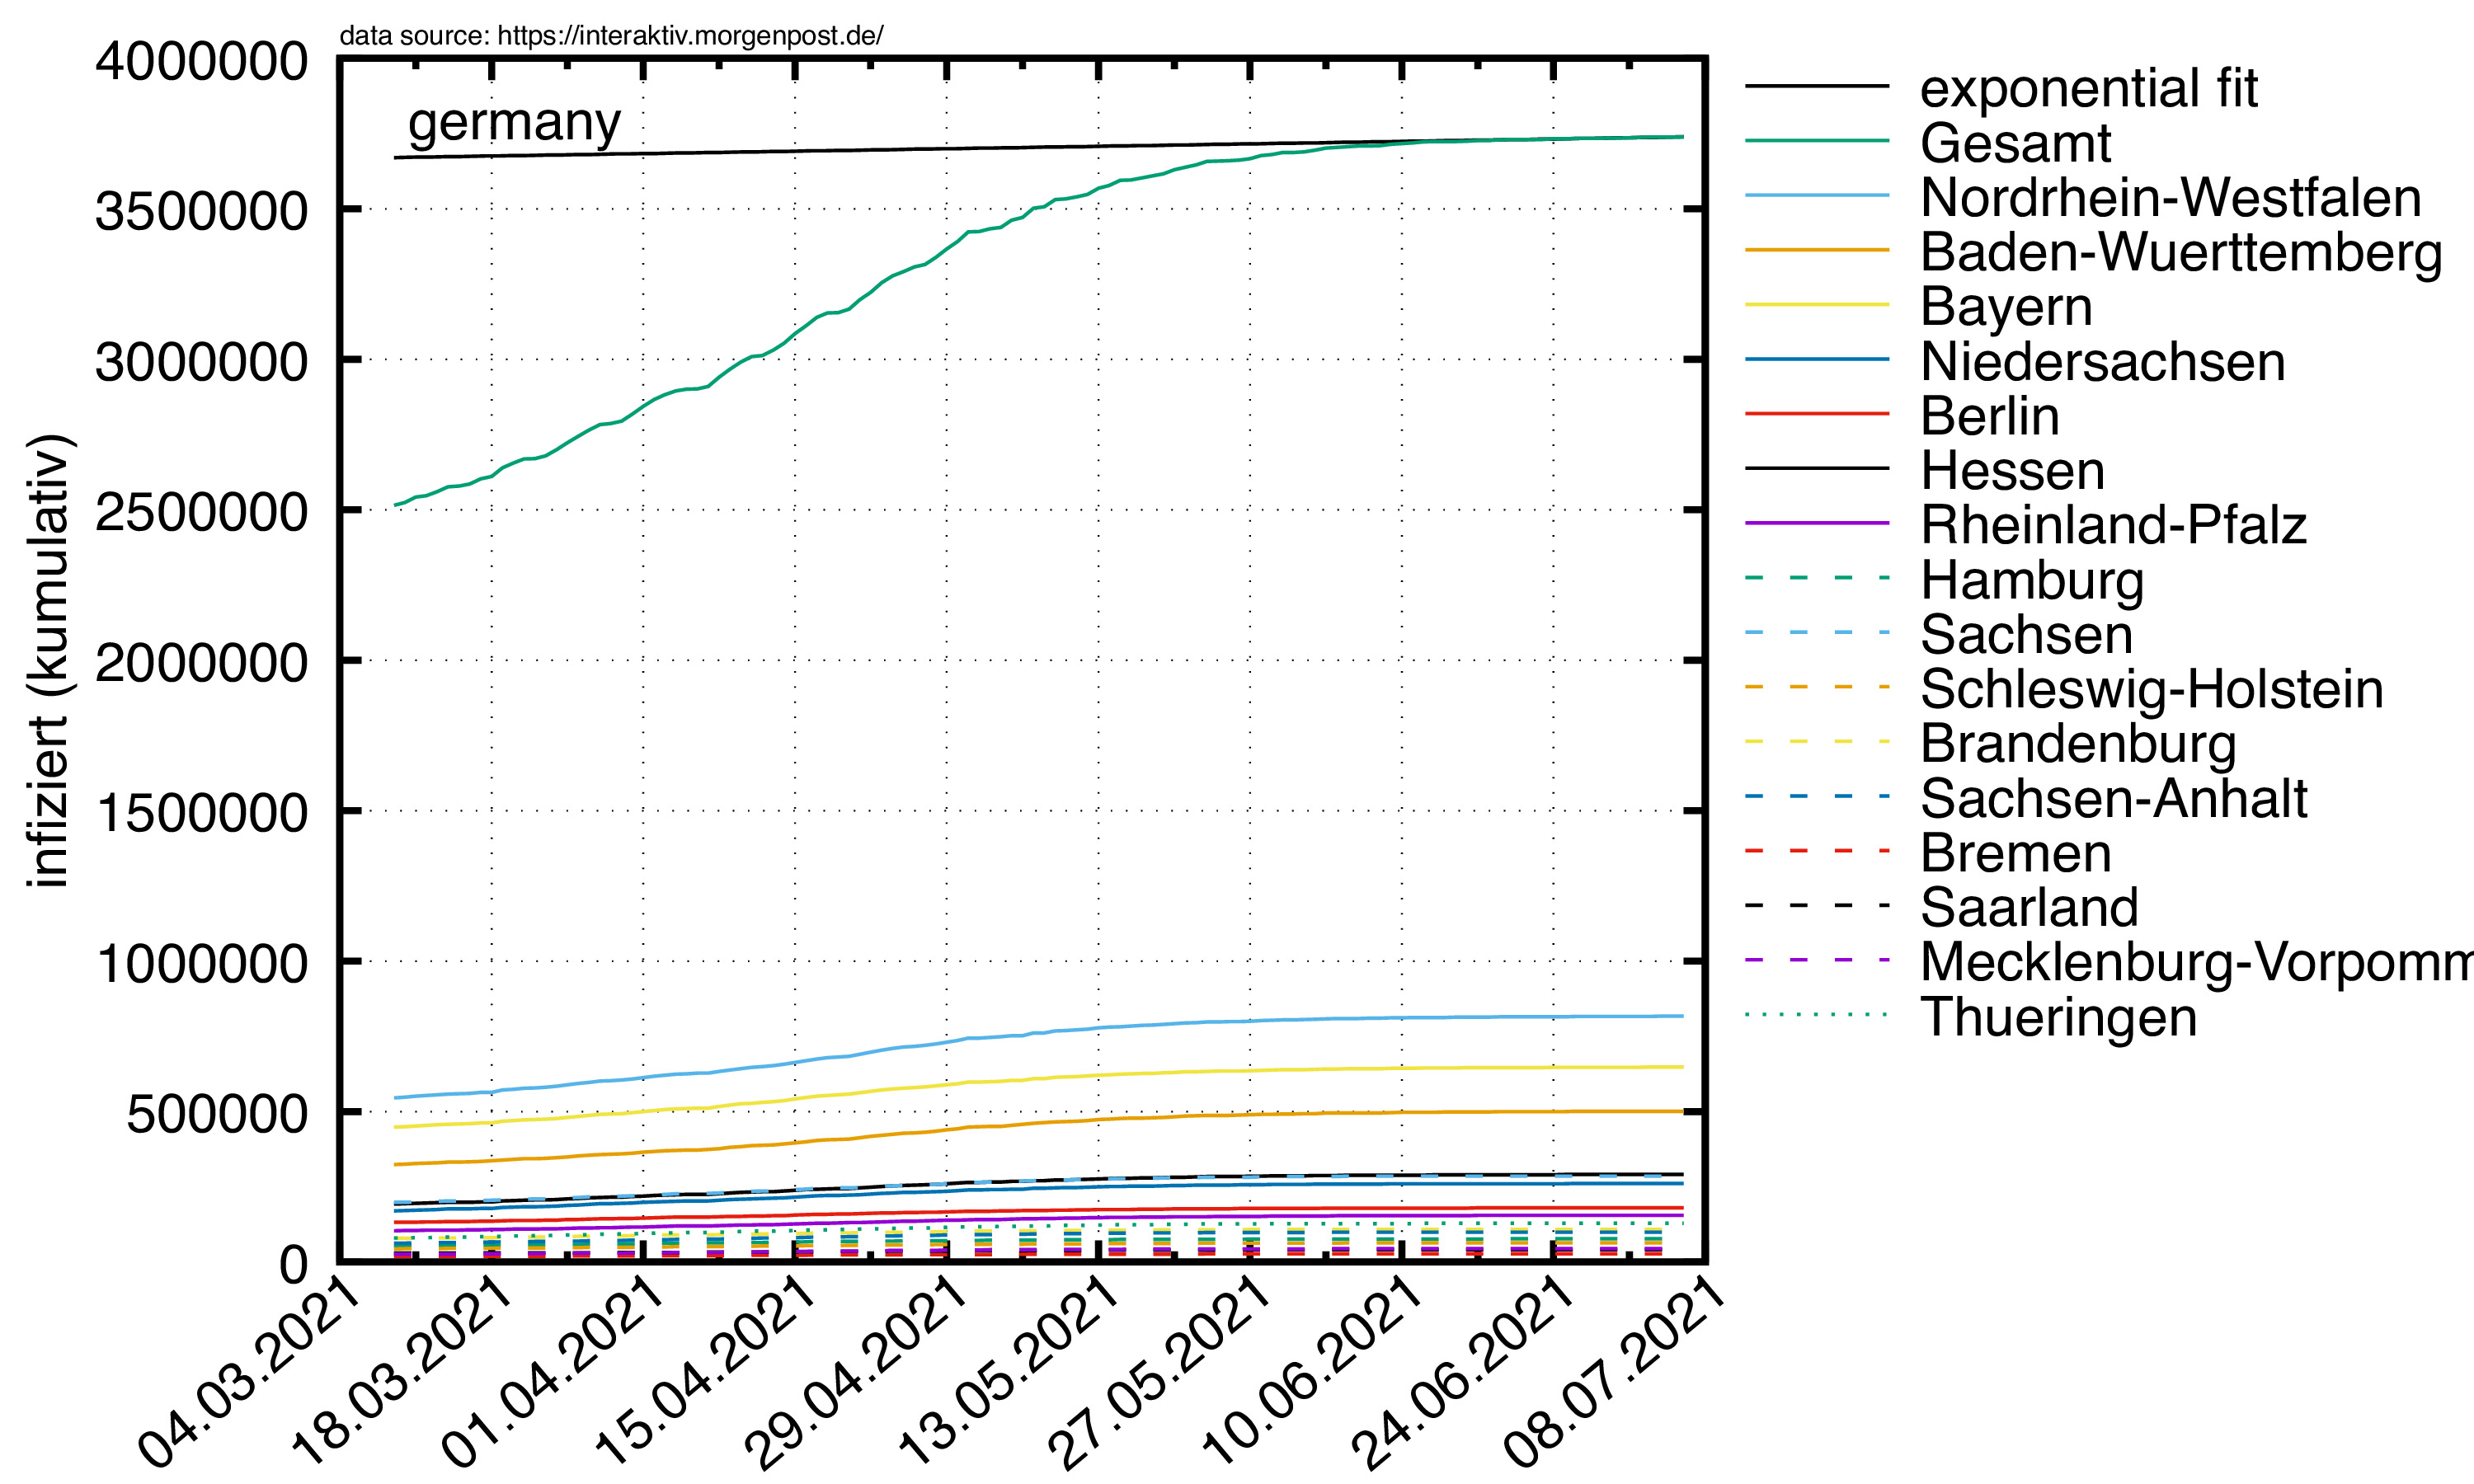 data source: https://interaktiv.morgenpost.de/
germany
infiziert (kumulativ)
4000000
3500000
3000000
2500000
2000000
1500000
1000000
500000
0
04.03.2021
18.03.2021
01.04.2021
15.04.2021
29.04.2021
13.05.2021
27.05.2021
10.06.2021
24.06.2021
08.07.2021
exponential fit
Gesamt
Nordrhein-Westfalen
Baden-Wuerttemberg
Bayern
Niedersachsen
Berlin
Hessen
Rheinland-Pfalz
Hamburg
Sachsen
Schleswig-Holstein
Brandenburg
Sachsen-Anhalt
Bremen
Saarland
Mecklenburg-Vorpomm
Thueringen